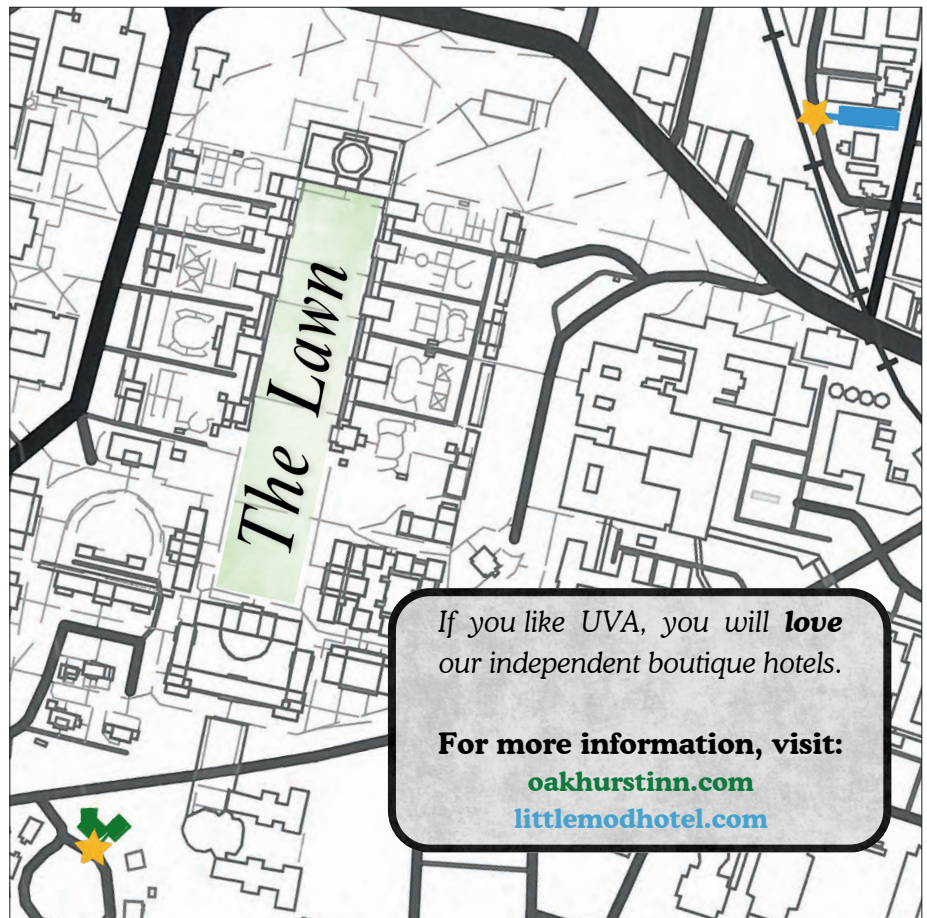 The Lawn
If you like UVA, you will love
our independent boutique hotels.
For more information, visit:
oakhurstinn.com
littlemodhotel.com